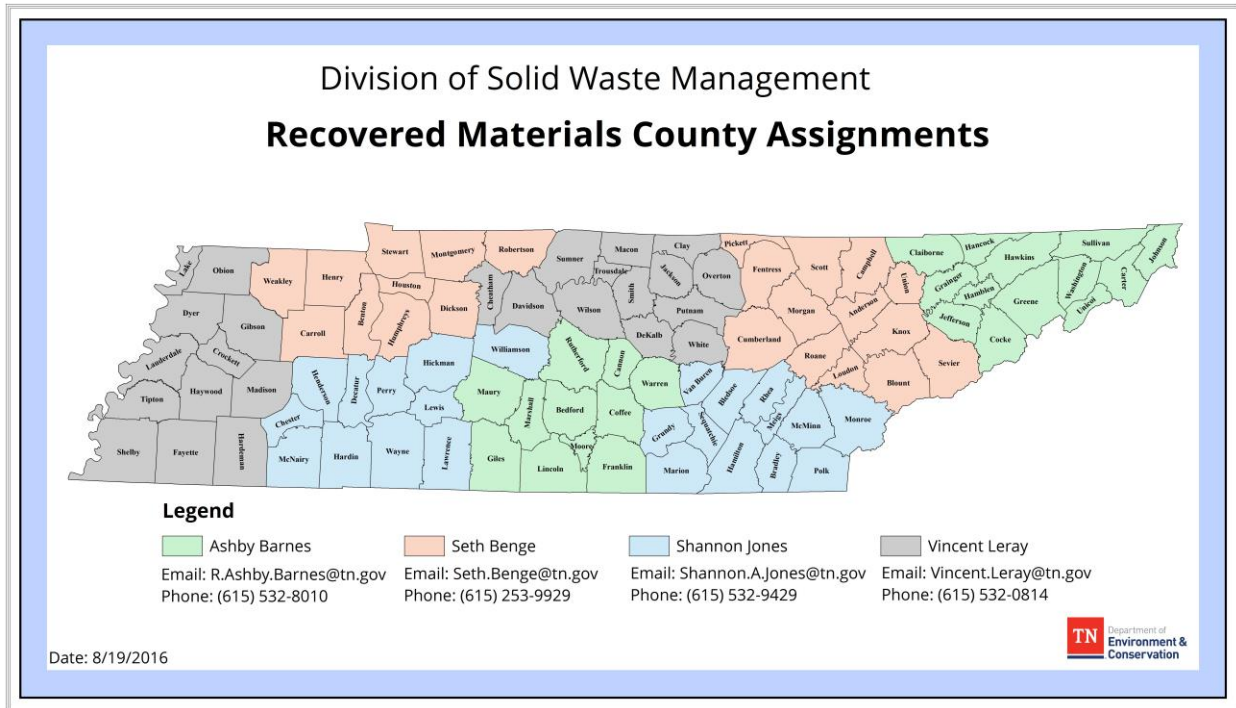 Division of Solid Waste Management
Recovered Materials County Assignments
Lake
Obion
Weakley
Henry
Stewart
Montgomery
Robertson
Sumner
Macon
Clay
Pickett
Fentress
Scott
Campbell
Claiborne
Hancock
Hawkins
Sullivan
Johnson
Carter
Washington
Unicoi
Greene
Hamblen
Grainger
Union
Jefferson
Cocke
Dyer
Gibson
Carroll
Benton
Houston
Humphreys
Dickson
Cheatham
Davidson
Wilson
Trousdale
Smith
Jackson
Overton
Putnam
DeKalb
White
Cumberland
Morgan
Anderson
Knox
Roane
Loudon
Blount
Sevier
Lauderdale
Crockett
Haywood
Madison
Tipton
Henderson
Decatur
Perry
Hickman
Williamson
Rutherford
Cannon
Warren
Van Buren
Bledsoe
Rhea
Meigs
McMinn
Monroe
Chester
Lewis
Maury
Marshall
Bedford
Coffee
Grundy
Sequatchie
Shelby
Fayette
Hardeman
McNairy
Hardin
Wayne
Lawrence
Giles
Lincoln
Moore
Franklin
Marion
Hamilton
Bradley
Polk
Legend
Ashby Barnes
Email: R.Ashby.Barnes@tn.gov
Phone: (615) 532-8010
Seth Benge
Email: Seth.Benge@tn.gov
Phone: (615) 253-9929
Shannon Jones
Email: Shannon.A.Jones@tn.gov
Phone: (615) 532-9429
Vincent Leray
Email: Vincent.Leray@tn.gov
Phone: (615) 532-0814
TN
Department of
Environment &
Conservation
Date: 8/19/2016